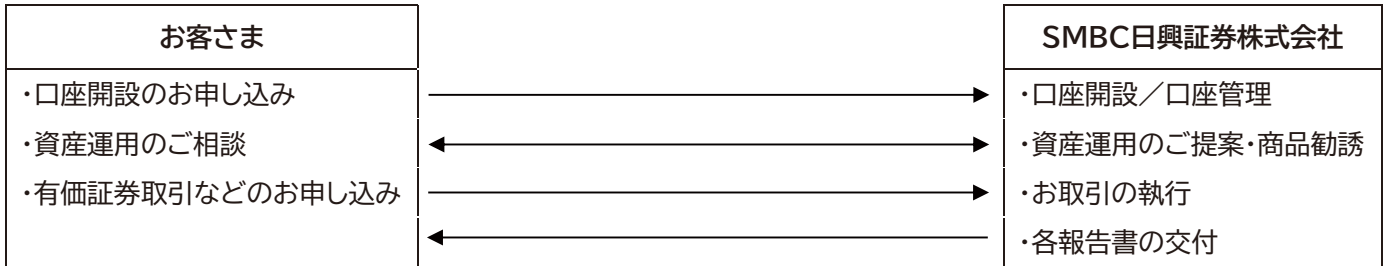 お客さま
・口座開設のお申し込み
・資産運用のご相談
・有価証券取引などのお申し込み
SMBC日興証券株式会社
・口座開設／口座管理
・資産運用のご提案・商品勧誘
・お取引の執行
・各報告書の交付